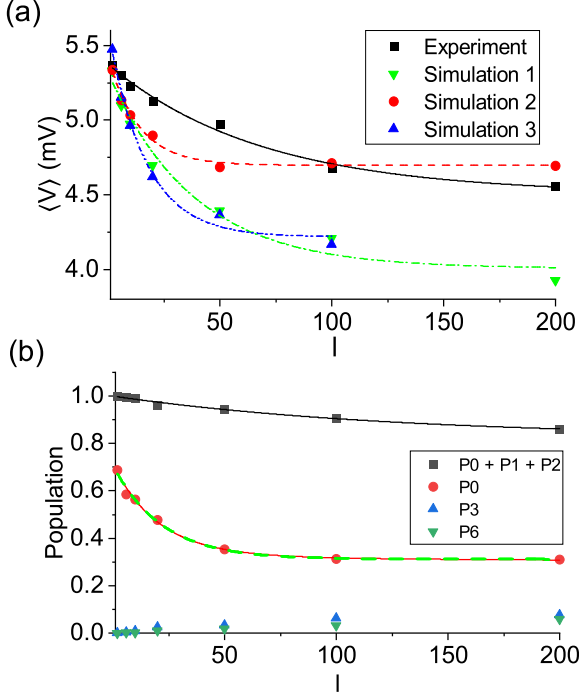 (a)
5.5
5.0
4.5
4.0
⟨V⟩ (mV)
Experiment
Simulation 1
Simulation 2
Simulation 3
50
100
150
200
l
(b)
1.0
0.8
0.6
0.4
0.2
0.0
Population
P0 + P1 + P2
P0
P3
P6
50
100
150
200
l